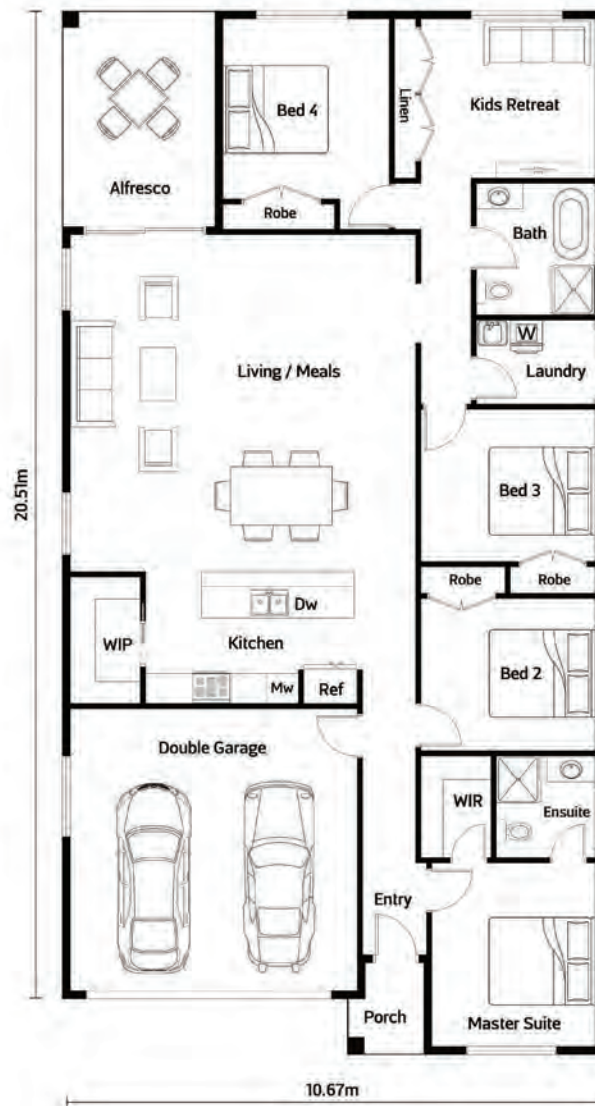 Bed 4
Linen
Kids Retreat
Alfresco
Robe
Bath
W
Laundry
Living / Meals
20.51m
Bed 3
Robe
Robe
Dw
WIP
Kitchen
Bed 2
Mw
Ref
Double Garage
WIR
Ensuite
Entry
Porch
Master Suite
10.67m